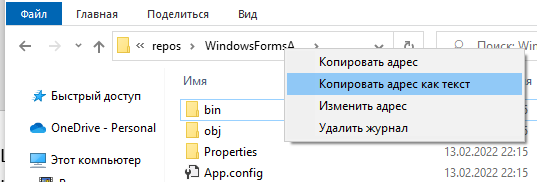 Главная
Поделиться
Вид
«
repos
WindowsFormsA
Поиск: Win
Копировать адрес
Копировать адрес как текст
Изменить адрес
Удалить журнал
Имя
Быстрый доступ
OneDrive - Personal
Этот компьютер
bin
obj
Properties
13.02.2022 22:15
App.config
13.02.2022 22:15